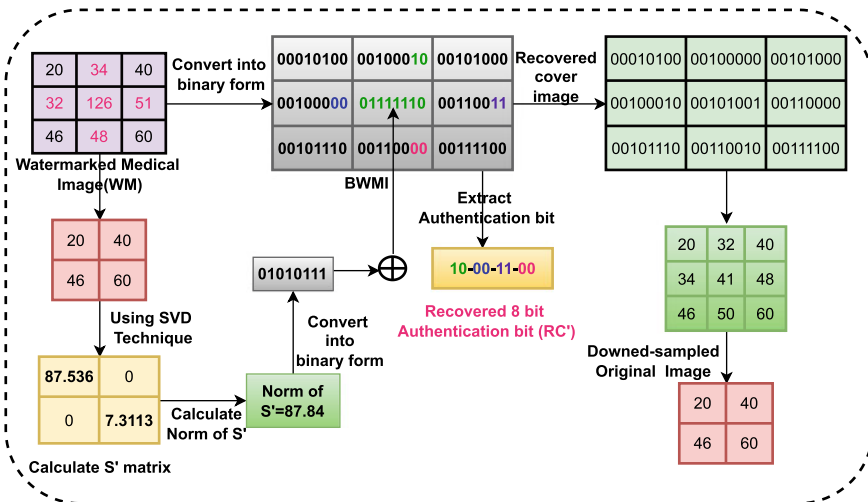 20 34 40
32 126 51
46 48 60
Watermarked Medical
Image(WM)
Convert into
binary form
00010100 00100010 00101000
00100000 01111110 00110011
00101110 00110000 00111100
BWMI
Recovered
cover
image
00010100 00100000 00101000
00100010 00101001 00110000
00101110 00110010 00111100
20 40
46 60
Using SVD
Technique
87.536 0
0 7.3113
Calculate S' matrix
Calculate
Norm of S'
Norm of
S'=87.84
Convert
into
binary form
01010111
Extract
Authentication bit
10-00-11-00
Recovered 8 bit
Authentication bit (RC')
20 32 40
34 41 48
46 50 60
Downed-sampled
Original Image
20 40
46 60